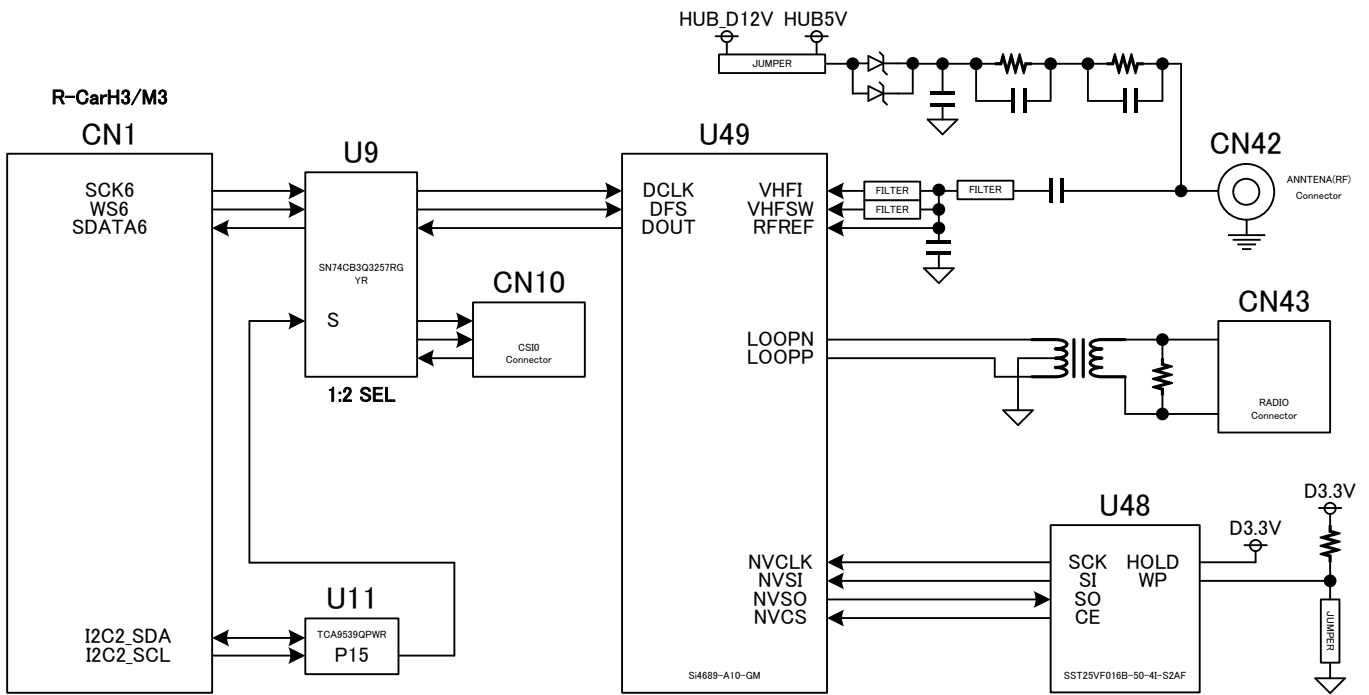 HUB_D12V HUB5V
JUMPER
R-CarH3/M3
CN1
SCK6
WS6
SDATA6
I2C2_SDA
I2C2_SCL
U9
SN74CB3Q3257RG
YR
S
1:2 SEL
CN10
CSI0
Connector
U11
TCA9539QPWR
P15
U49
DCLK VHFI
DFS VHFSW
DOUT RFREF
LOOPN
LOOPP
NVCLK
NVSI
NVSO
NVCS
Si4689-A10-GM
FILTER
FILTER
FILTER
CN42
ANNTENA(RF)
Connector
CN43
RADIO
Connector
U48
SCK HOLD
SI WP
SO
CE
SST25VF016B-50-4I-S2AF
D3.3V
D3.3V
JUMPER